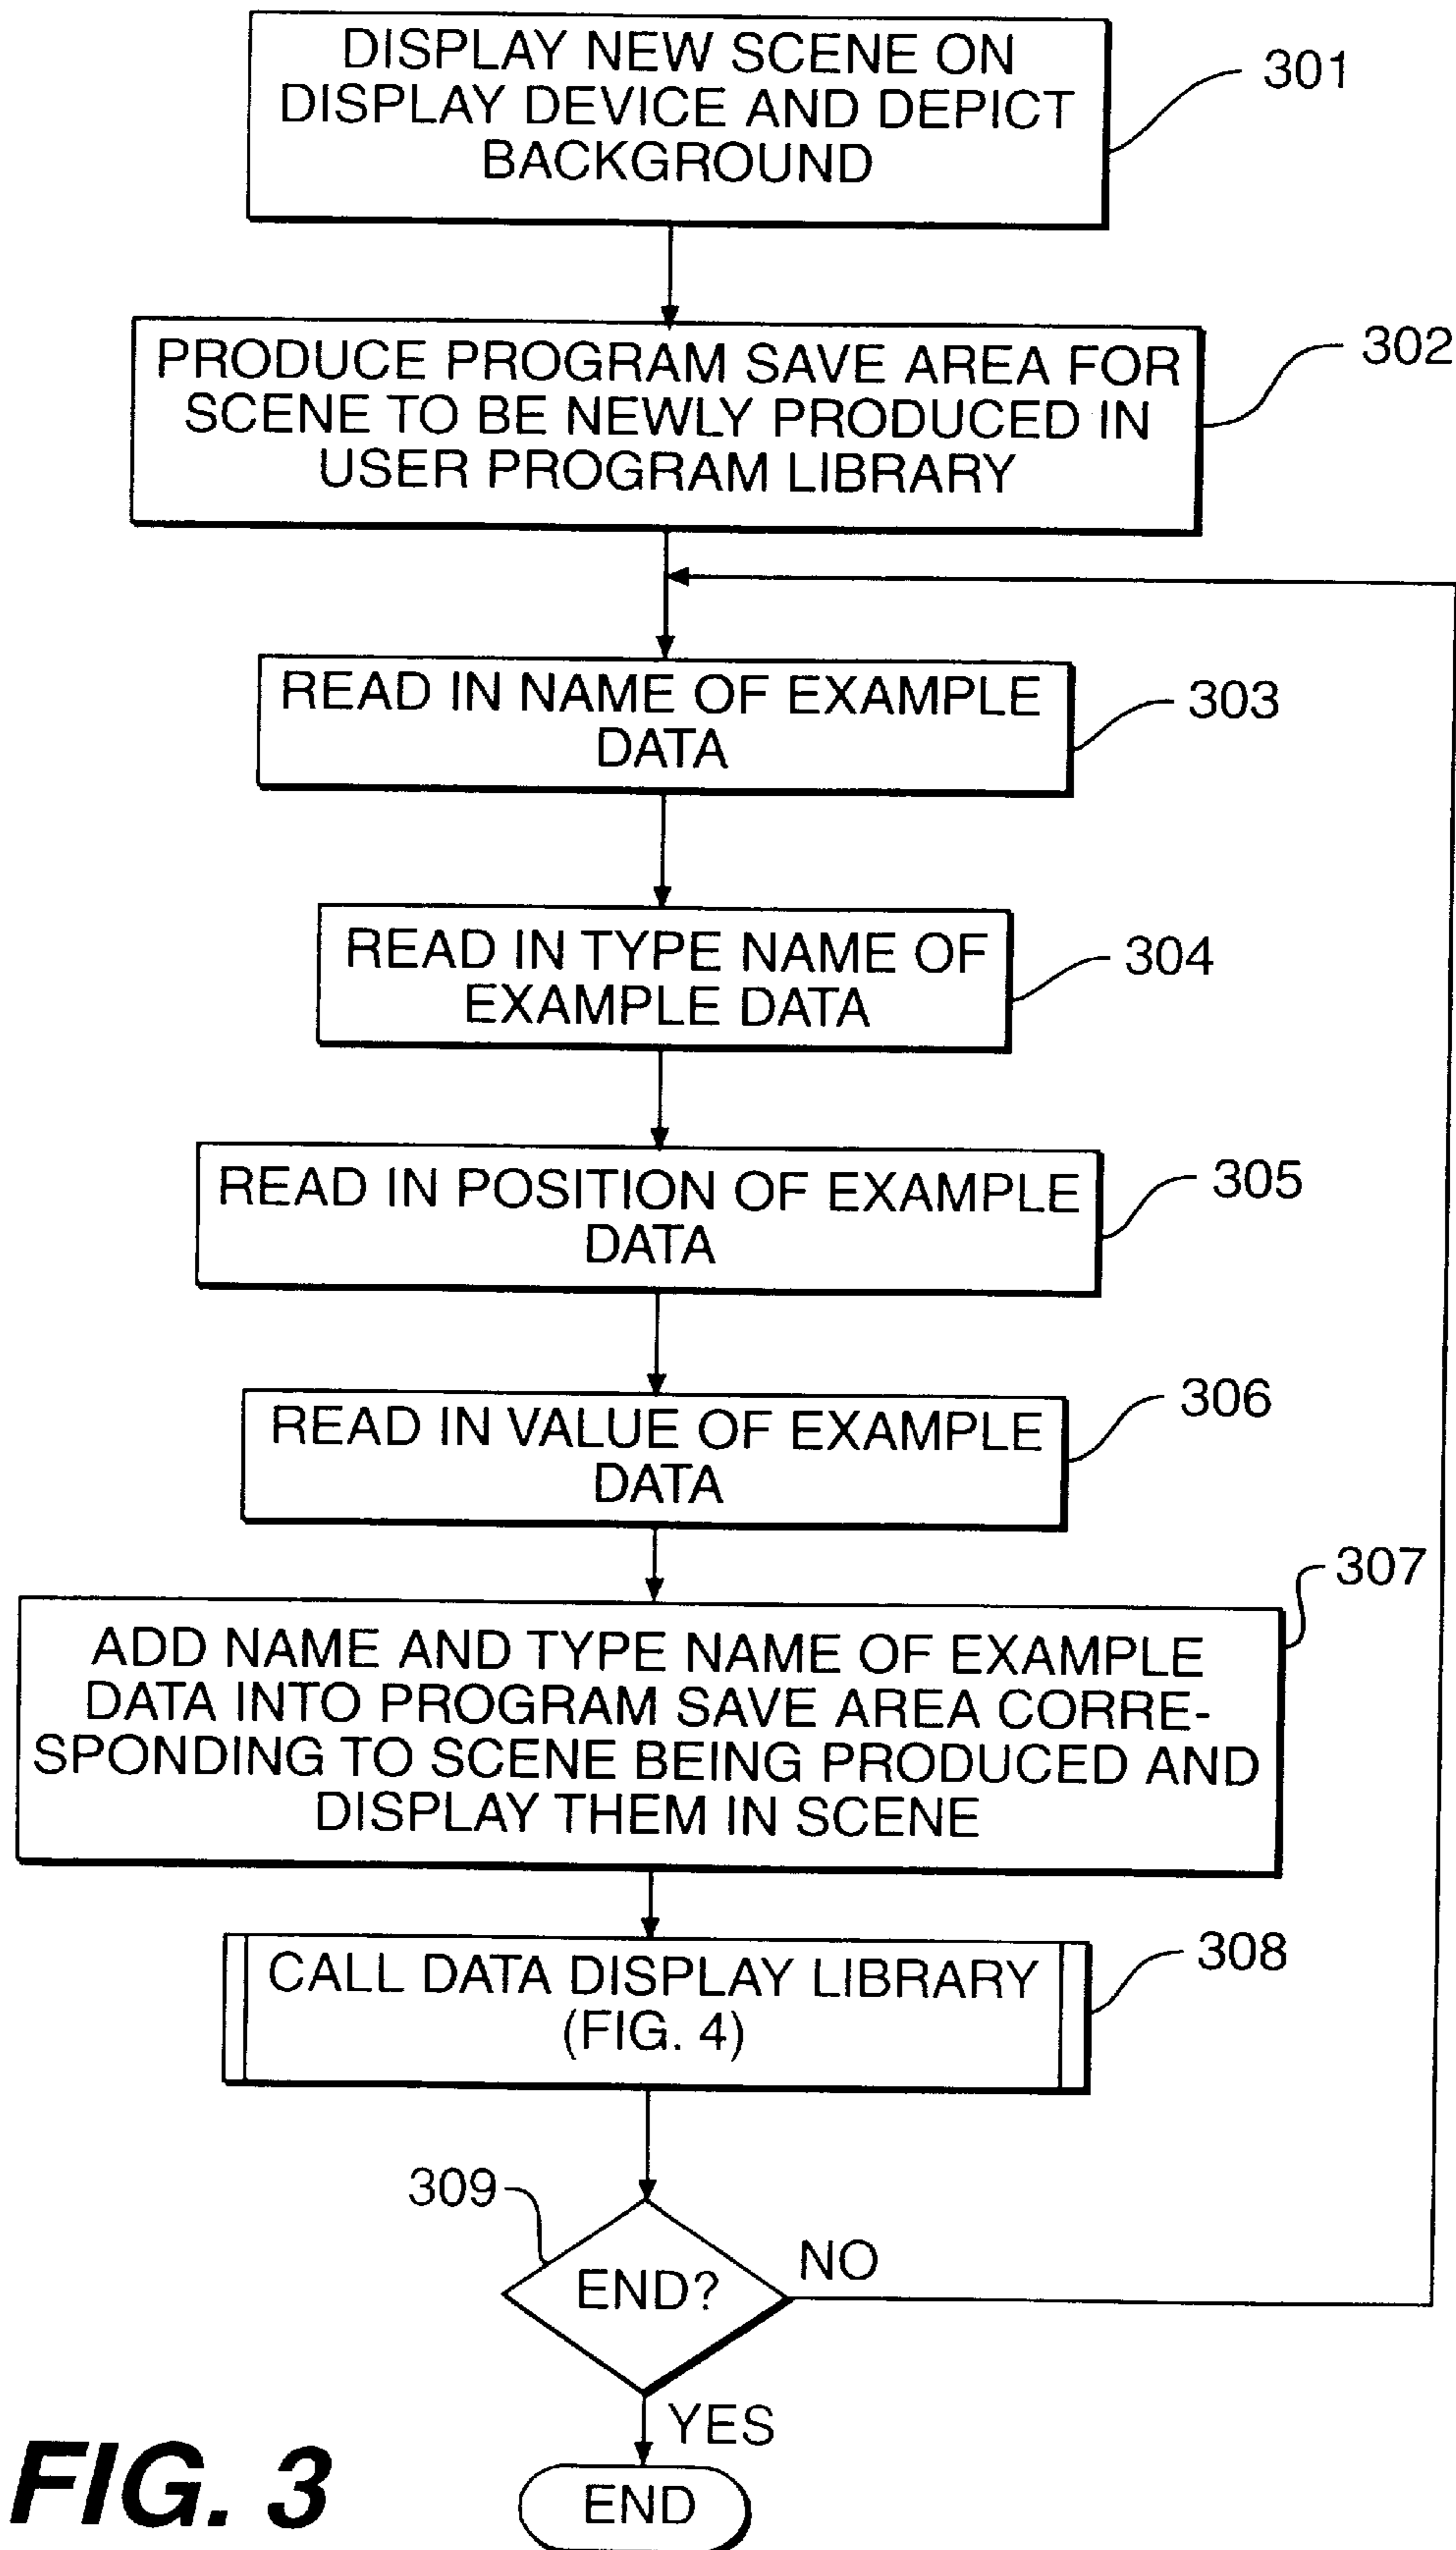 DISPLAY NEW SCENE ON
DISPLAY DEVICE AND DEPICT
BACKGROUND
301
PRODUCE PROGRAM SAVE AREA FOR
SCENE TO BE NEWLY PRODUCED IN
USER PROGRAM LIBRARY
302
READ IN NAME OF EXAMPLE
DATA
303
READ IN TYPE NAME OF
EXAMPLE DATA
304
READ IN POSITION OF EXAMPLE
DATA
305
READ IN VALUE OF EXAMPLE
DATA
306
ADD NAME AND TYPE NAME OF EXAMPLE
DATA INTO PROGRAM SAVE AREA CORRE-
SPONDING TO SCENE BEING PRODUCED AND
DISPLAY THEM IN SCENE
307
CALL DATA DISPLAY LIBRARY
(FIG. 4)
308
309
END?
NO
YES
END
FIG. 3